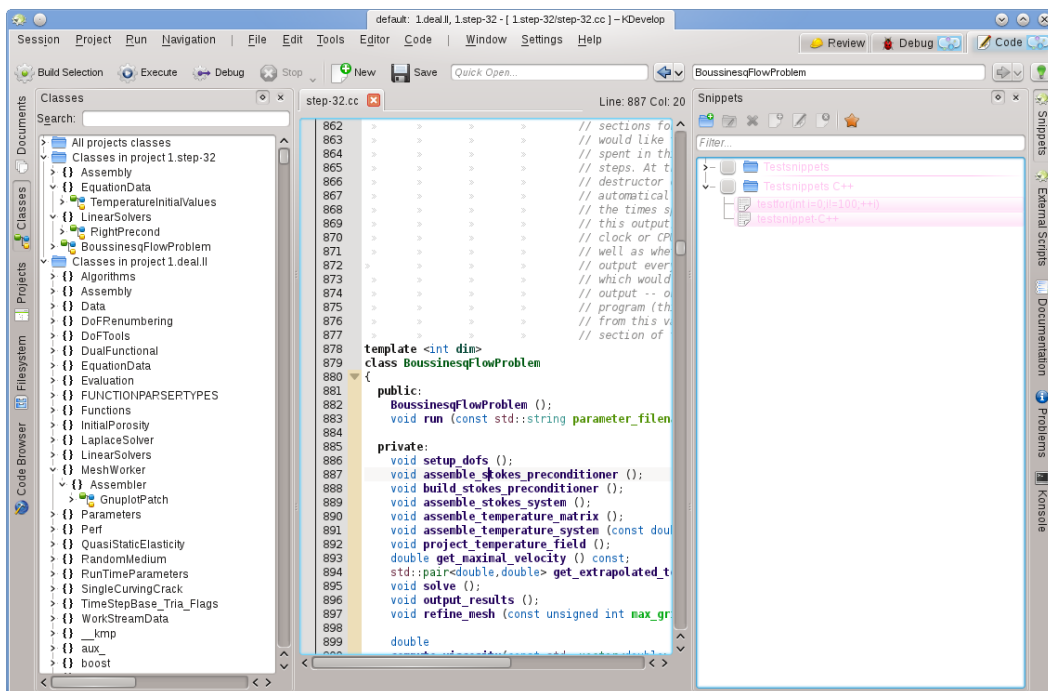 default: 1.deal.II, 1.step-32 - [ 1.step-32/step-32.cc ] – KDevelop
Session Project Run Navigation | File Edit Tools Editor Code | Window Settings Help
Review Debug Code
Build Selection Execute Debug Stop New Save Quick Open... BoussinesqFlowProblem
Documents
Classes
Projects
Filesystem
Code Browser
Classes
Search:
All projects classes
Classes in project 1.step-32
{} Assembly
{} EquationData
TemperatureInitialValues
{} LinearSolvers
RightPrecond
BoussinesqFlowProblem
Classes in project 1.deal.II
{} Algorithms
{} Assembly
{} Data
{} DoFRenumbering
{} DoFTools
{} DualFunctional
{} EquationData
{} Evaluation
{} FUNCTIONPARSERTYPES
{} Functions
{} InitialPorosity
{} LaplaceSolver
{} LinearSolvers
{} MeshWorker
{} Assembler
GnuplotPatch
{} Parameters
{} Perf
{} QuasiStaticElasticity
{} RandomMedium
{} RunTimeParameters
{} SingleCurvingCrack
{} TimeStepBase_Tria_Flags
{} WorkStreamData
{} __kmp
{} aux_
{} boost
step-32.cc Line: 887 Col: 20
862 // sections fo
863 // would like
864 // spent in th
865 // steps. At t
866 // destructor
867 // automatical
868 // the times s
869 // this output
870 // clock or CP
871 // well as whe
872 // output ever
873 // which would
874 // output -- o
875 // program (th
876 // from this v
877 // section of
878 template <int dim>
879 class BoussinesqFlowProblem
880 {
881 public:
882 BoussinesqFlowProblem ();
883 void run (const std::string parameter_filen
884
885 private:
886 void setup_dofs ();
887 void assemble_stokes_preconditioner ();
888 void build_stokes_preconditioner ();
889 void assemble_stokes_system ();
890 void assemble_temperature_matrix ();
891 void assemble_temperature_system (const doub
892 void project_temperature_field ();
893 double get_maximal_velocity () const;
894 std::pair<double,double> get_extrapolated_t
895 void solve ();
896 void output_results ();
897 void refine_mesh (const unsigned int max_gr
898
899 double
Snippets
Filter...
Testsnippets
Testsnippets C++
testfor(int i=0,i!=100,++i)
testsnippet-C++
Snippets
External Scripts
Documentation
Problems
Konsole